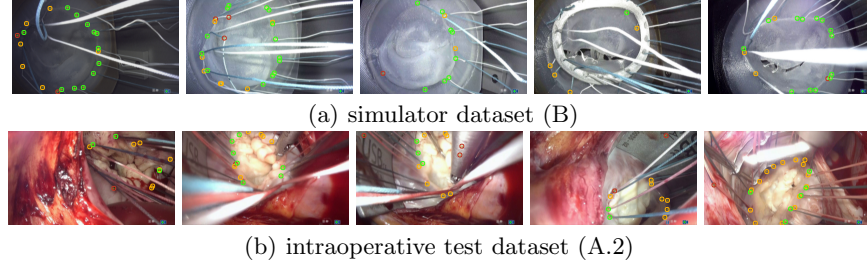 (a) simulator dataset (B)
(b) intraoperative test dataset (A.2)